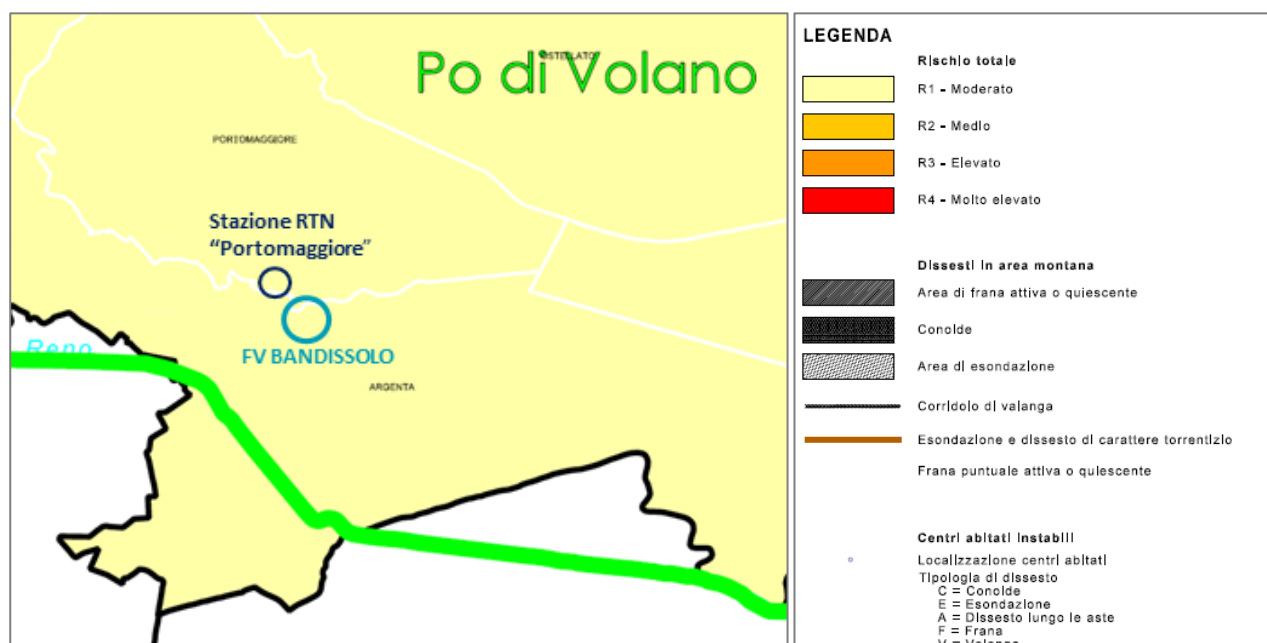 Po di Volano
OSTELLATO
PORTOMAGGIORE
Stazione RTN
“Portomaggiore”
FV BANDISSOLO
Reno
ARGENTA
LEGENDA
Rischio totale
R1 - Moderato
R2 - Medio
R3 - Elevato
R4 - Molto elevato
Dissesti in area montana
Area di frana attiva o quiescente
Conoide
Area di esondazione
Corridoio di valanga
Esondazione e dissesto di carattere torrentizio
Frana puntuale attiva o quiescente
Centri abitati instabili
Localizzazione centri abitati
Tipologia di dissesto
C = Conoide
E = Esondazione
A = Dissesto lungo le aste
F = Frana
V = Valanga